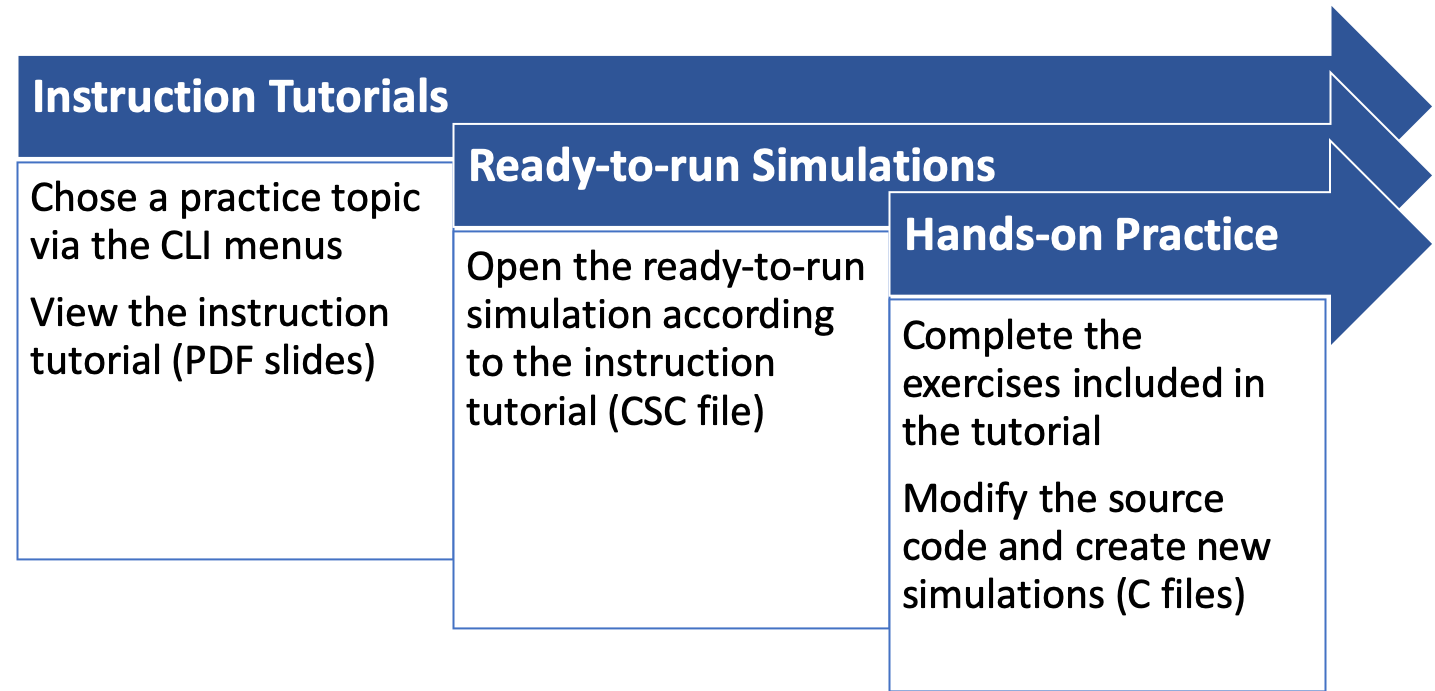 Instruction Tutorials
Chose a practice topic
via the CLI menus
View the instruction
tutorial (PDF slides)
Ready-to-run Simulations
Open the ready-to-run
simulation according
to the instruction
tutorial (CSC file)
Hands-on Practice
Complete the
exercises included in
the tutorial
Modify the source
code and create new
simulations (C files)